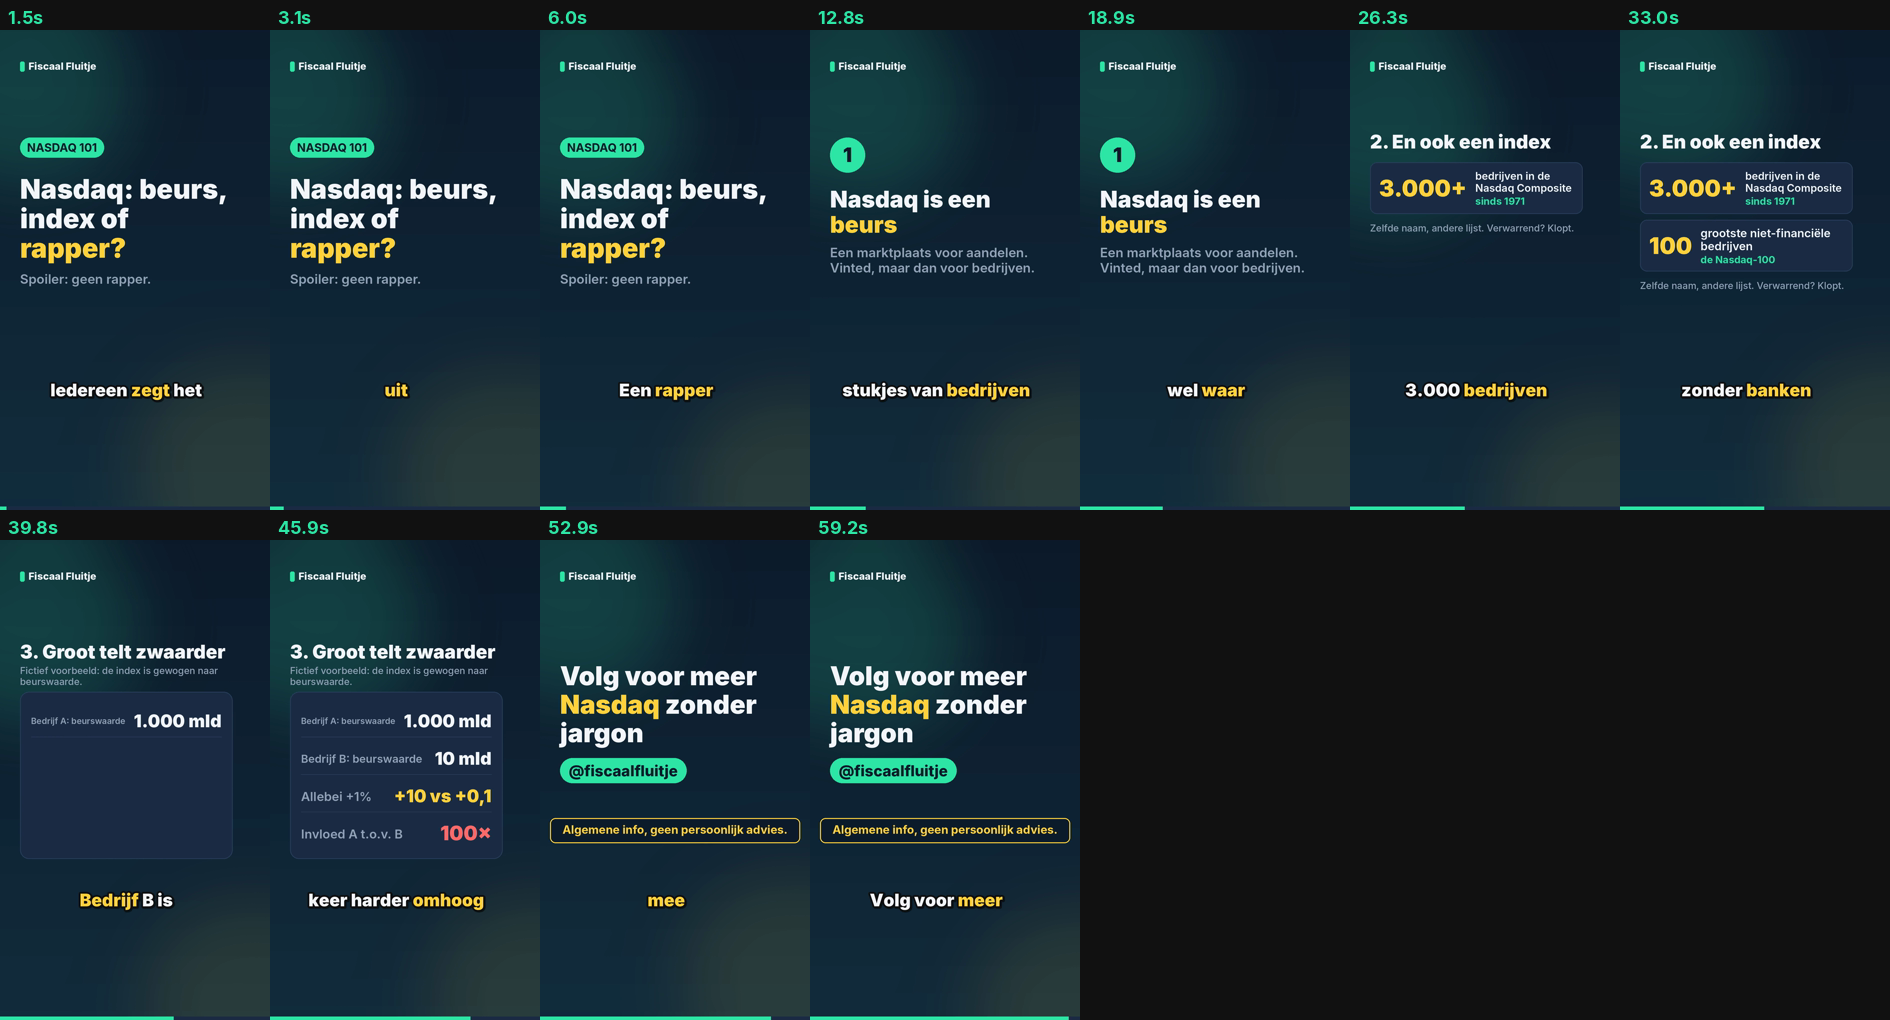 1.5s
Fiscaal Fluitje
NASDAQ 101
Nasdaq: beurs,
index of
rapper?
Spoiler: geen rapper.
Iedereen zegt het
3.1s
Fiscaal Fluitje
NASDAQ 101
Nasdaq: beurs,
index of
rapper?
Spoiler: geen rapper.
uit
6.0s
Fiscaal Fluitje
NASDAQ 101
Nasdaq: beurs,
index of
rapper?
Spoiler: geen rapper.
Een rapper
12.8s
Fiscaal Fluitje
1
Nasdaq is een
beurs
Een marktplaats voor aandelen.
Vinted, maar dan voor bedrijven.
stukjes van bedrijven
18.9s
Fiscaal Fluitje
1
Nasdaq is een
beurs
Een marktplaats voor aandelen.
Vinted, maar dan voor bedrijven.
wel waar
26.3s
Fiscaal Fluitje
2. En ook een index
3.000+
bedrijven in de
Nasdaq Composite
sinds 1971
Zelfde naam, andere lijst. Verwarrend? Klopt.
3.000 bedrijven
33.0s
Fiscaal Fluitje
2. En ook een index
3.000+
bedrijven in de
Nasdaq Composite
sinds 1971
100
grootste niet-financiële
bedrijven
de Nasdaq-100
Zelfde naam, andere lijst. Verwarrend? Klopt.
zonder banken
39.8s
Fiscaal Fluitje
3. Groot telt zwaarder
Fictief voorbeeld: de index is gewogen naar
beurswaarde.
Bedrijf A: beurswaarde 1.000 mld
Bedrijf B is
45.9s
Fiscaal Fluitje
3. Groot telt zwaarder
Fictief voorbeeld: de index is gewogen naar
beurswaarde.
Bedrijf A: beurswaarde 1.000 mld
Bedrijf B: beurswaarde 10 mld
Allebei +1% +10 vs +0,1
Invloed A t.o.v. B 100×
keer harder omhoog
52.9s
Fiscaal Fluitje
Volg voor meer
Nasdaq zonder
jargon
@fiscaalfluitje
Algemene info, geen persoonlijk advies.
mee
59.2s
Fiscaal Fluitje
Volg voor meer
Nasdaq zonder
jargon
@fiscaalfluitje
Algemene info, geen persoonlijk advies.
Volg voor meer